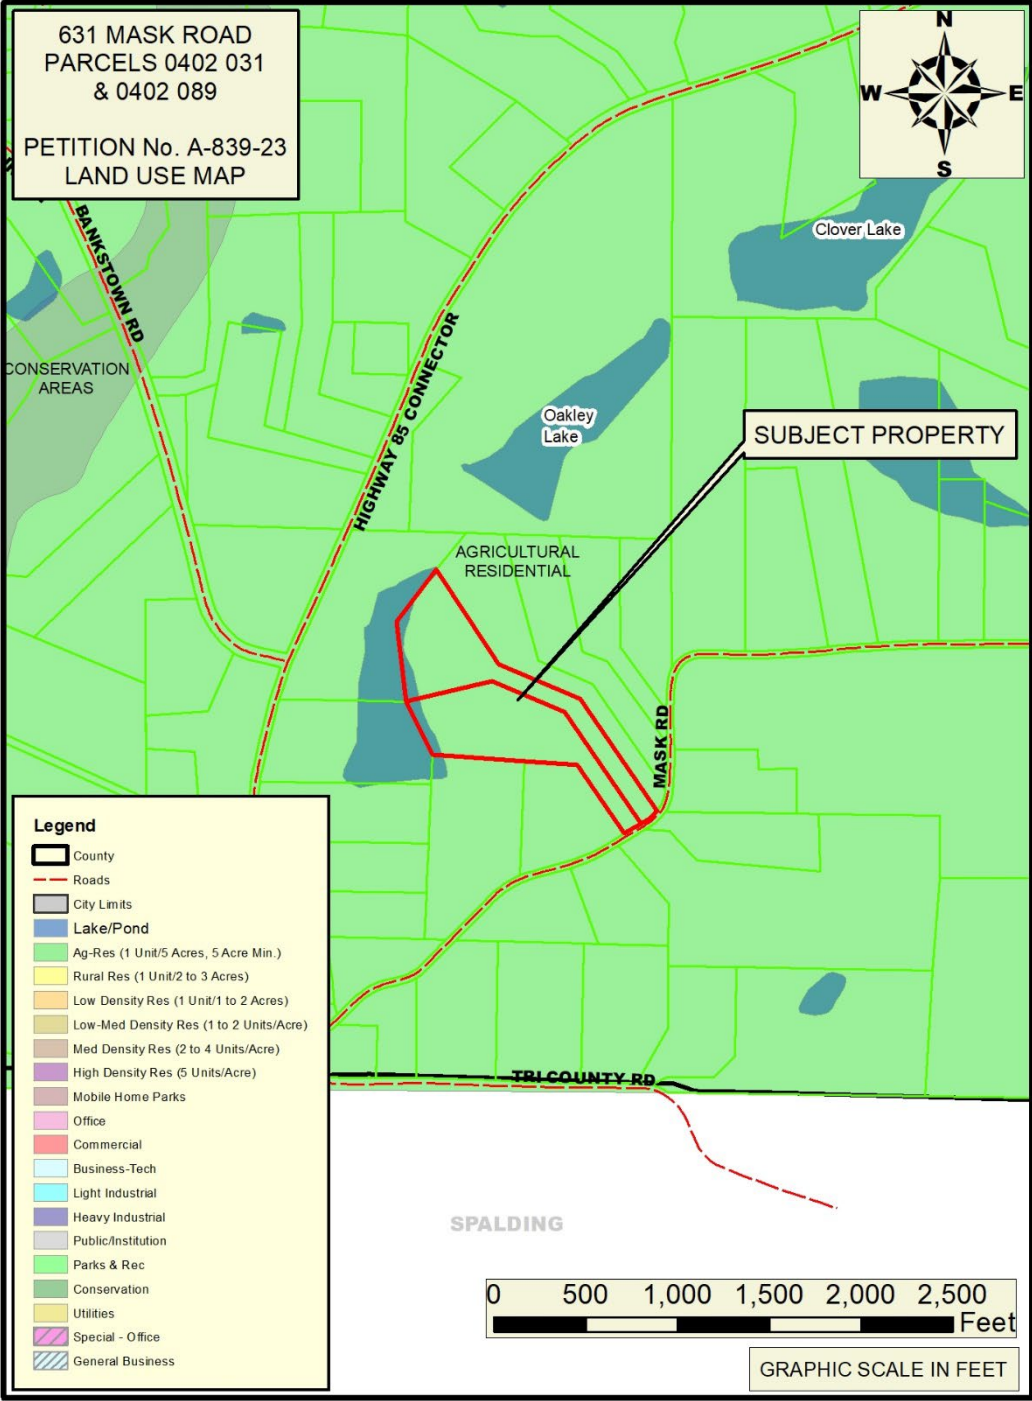 631 MASK ROAD
PARCELS 0402 031
& 0402 089
PETITION No. A-839-23
LAND USE MAP
N
W
E
S
BANKSTOWN RD
Clover Lake
HIGHWAY 85 CONNECTOR
CONSERVATION
AREAS
Oakley
Lake
SUBJECT PROPERTY
AGRICULTURAL
RESIDENTIAL
MASK RD
Legend
County
Roads
City Limits
Lake/Pond
Ag-Res (1 Unit/5 Acres, 5 Acre Min.)
Rural Res (1 Unit/2 to 3 Acres)
Low Density Res (1 Unit/1 to 2 Acres)
Low-Med Density Res (1 to 2 Units/Acre)
Med Density Res (2 to 4 Units/Acre)
High Density Res (5 Units/Acre)
Mobile Home Parks
Office
Commercial
Business-Tech
Light Industrial
Heavy Industrial
Public/Institution
Parks & Rec
Conservation
Utilities
Special - Office
General Business
TRI COUNTY RD
SPALDING
0 500 1,000 1,500 2,000 2,500
Feet
GRAPHIC SCALE IN FEET